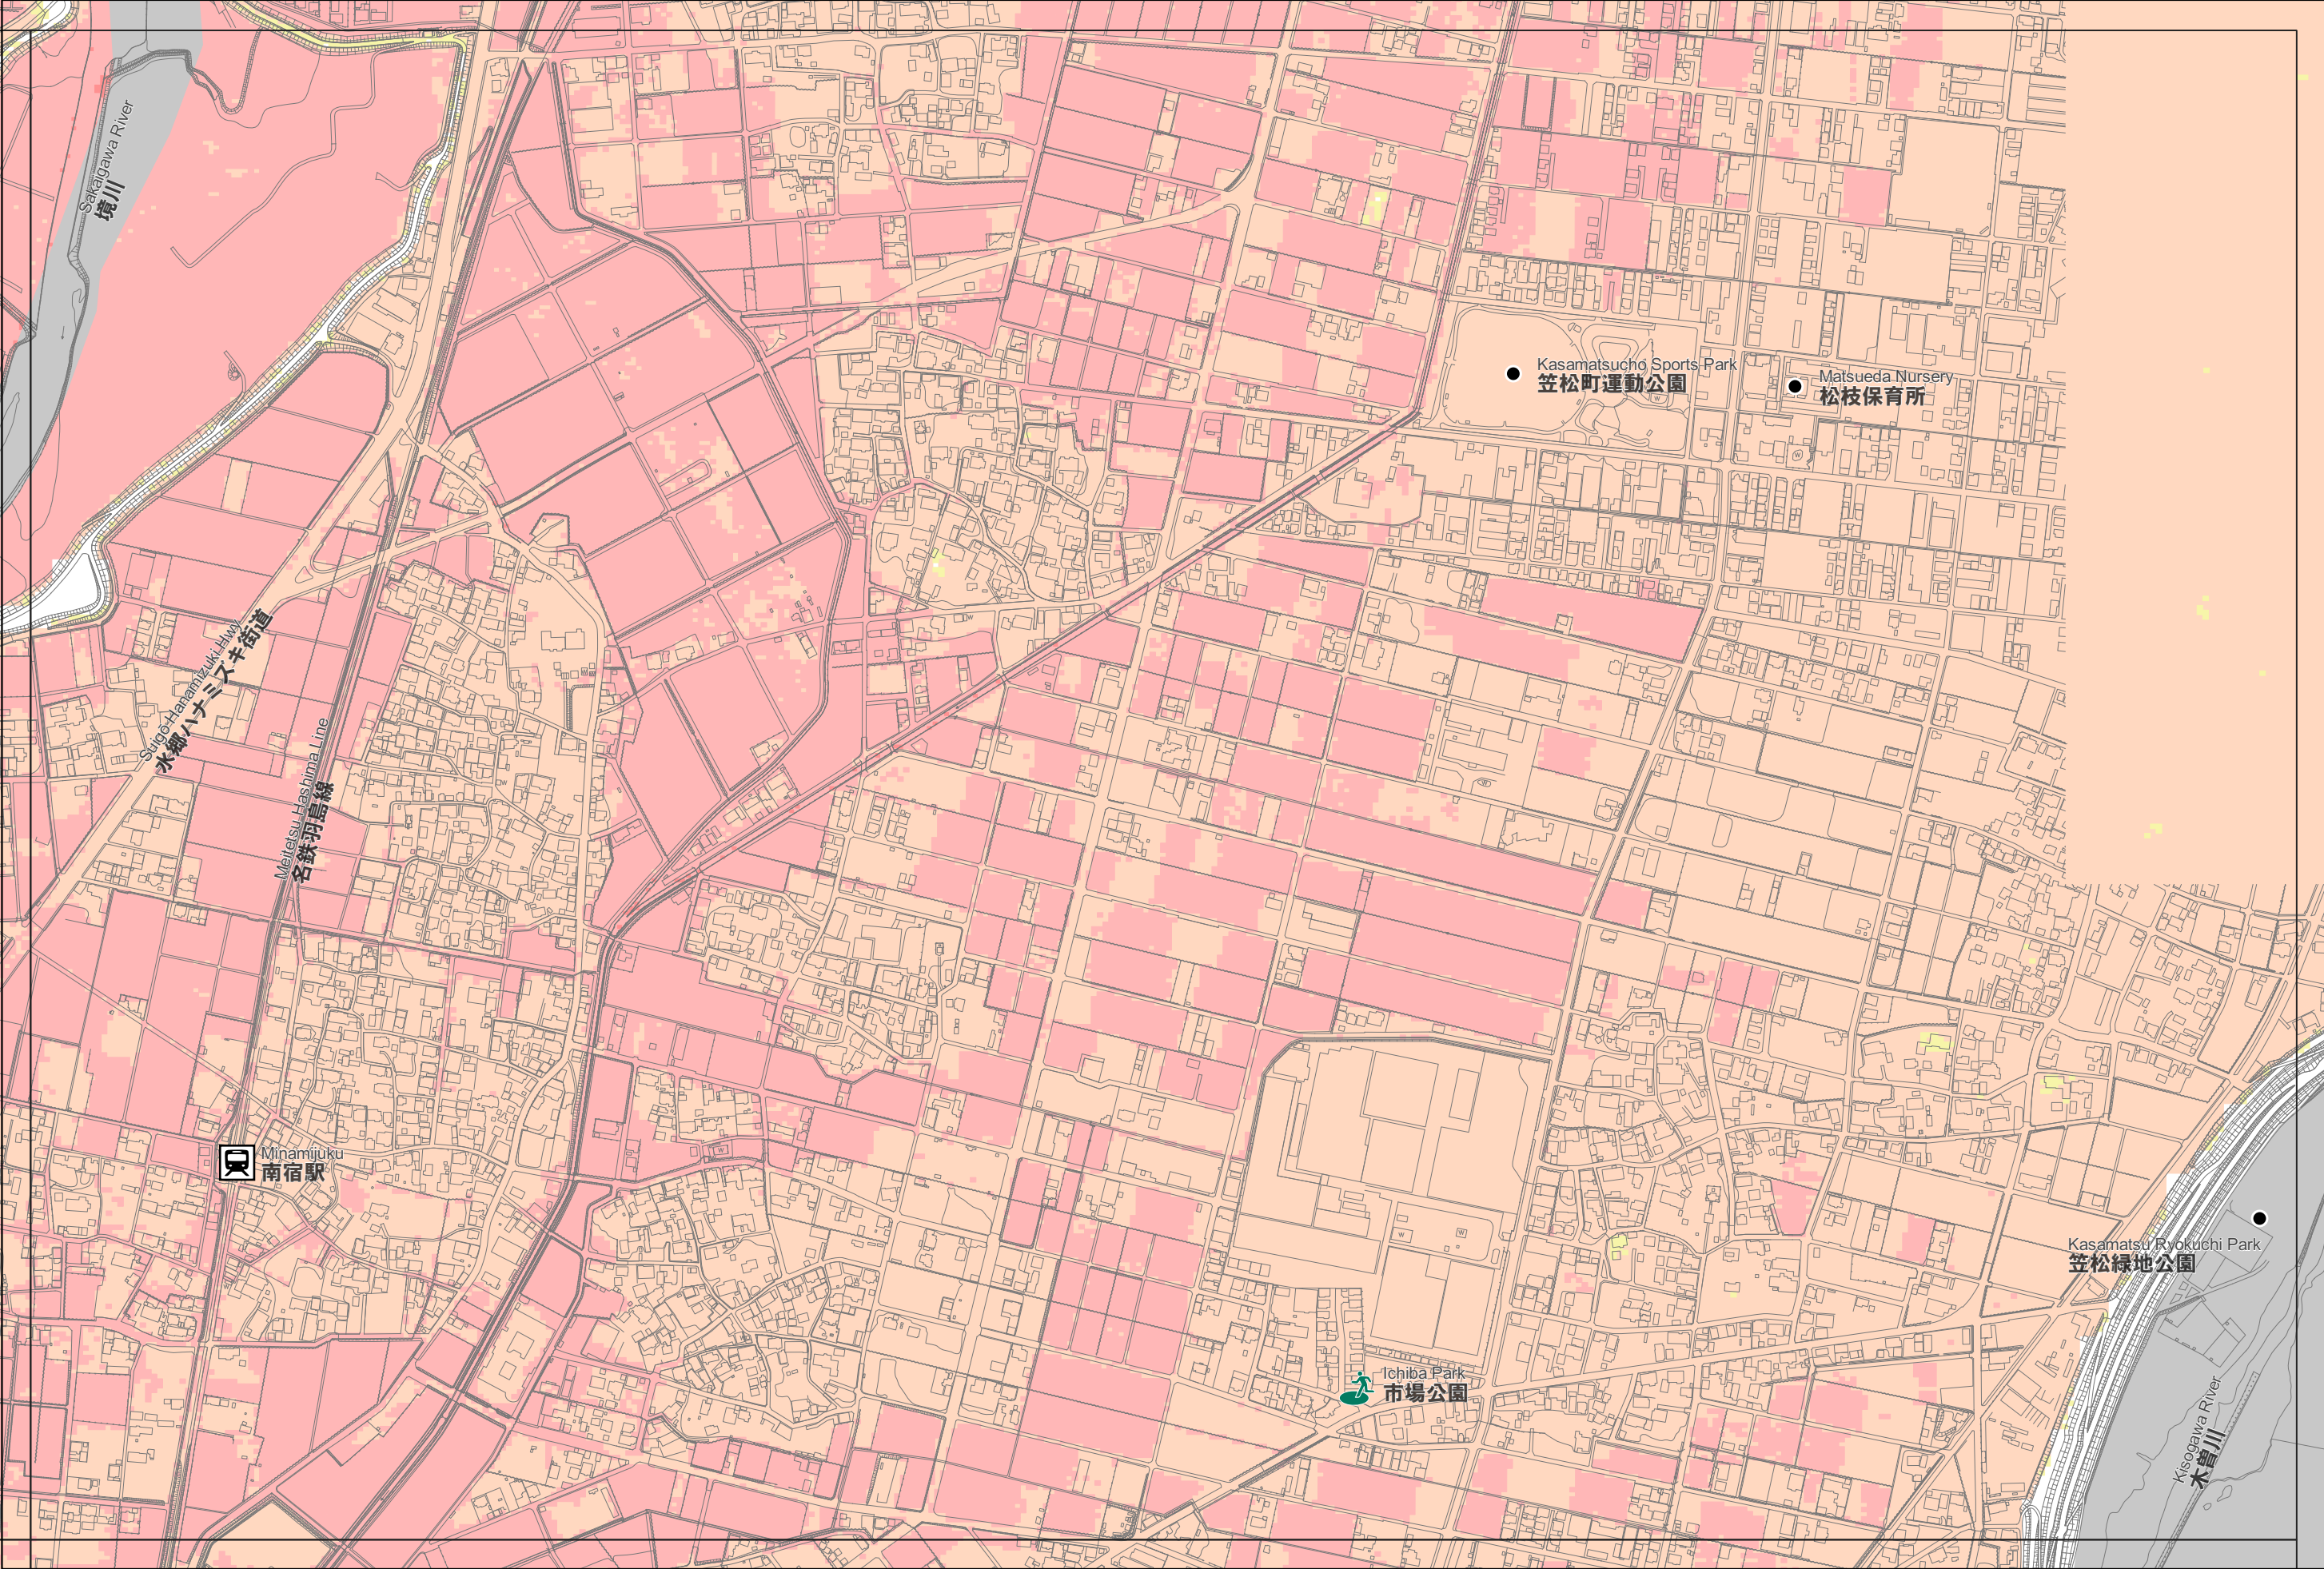 Sakaigawa River
境川
Kasamatsucho Sports Park
笠松町運動公園
Matsueda Nursery
松枝保育所
Suigo Hanamizuki Hwy
水郷ハナミズキ街道
Meitetsu Hashima Line
名鉄羽島線
Minamijuku
南宿駅
Kasamatsu Ryokuchi Park
笠松緑地公園
Ichiba Park
市場公園
Kisogawa River
木曽川